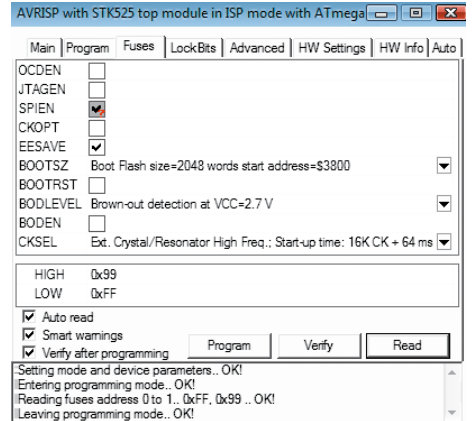 AVRISP with STK525 top module in ISP mode with ATmega
Main Program Fuses LockBits Advanced HW Settings HW Info Auto
OCDEN
JTAGEN
SPIEN
CKOPT
EESAVE
BOOTSZ Boot Flash size=2048 words start address=$3800
BOOTRST
BODLEVEL Brown-out detection at VCC=2.7 V
BODEN
CKSEL Ext. Crystal/Resonator High Freq.; Start-up time: 16K CK + 64 ms
HIGH 0x99
LOW 0xFF
Auto read
Smart warnings
Verify after programming
Program Verify Read
Setting mode and device parameters.. OK!
Entering programming mode.. OK!
Reading fuses address 0 to 1.. 0xFF, 0x99 .. OK!
Leaving programming mode.. OK!